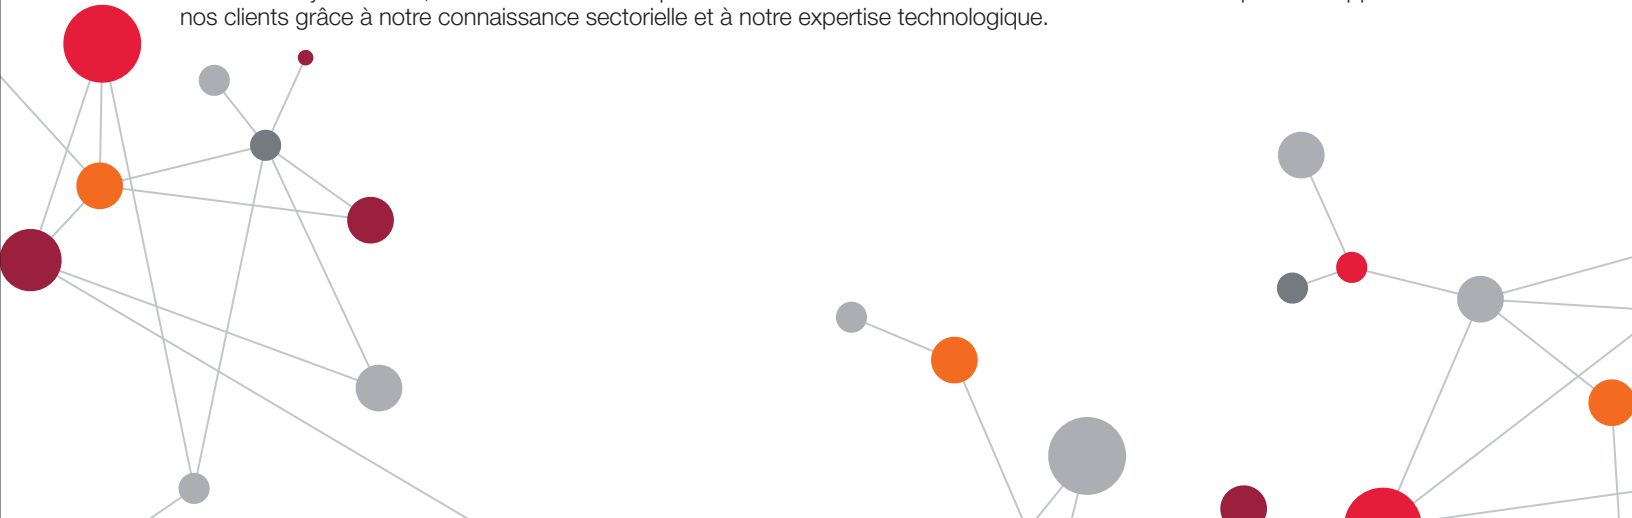 nos clients grâce à notre connaissance sectorielle et à notre expertise technologique.